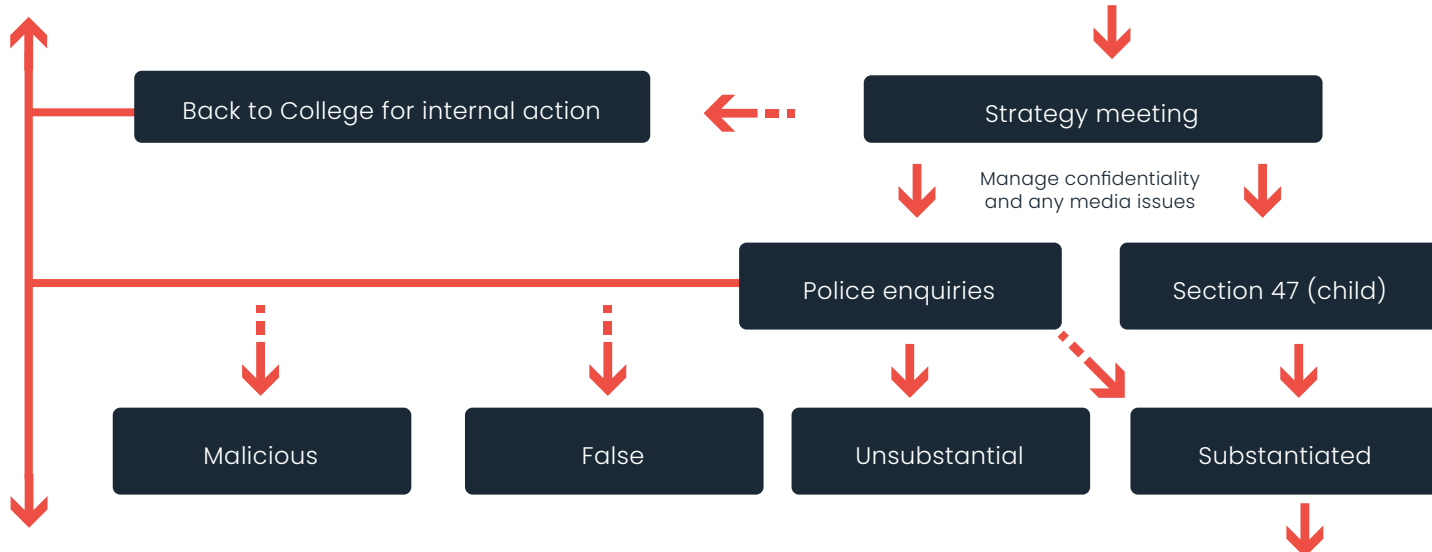 Back to College for internal action
Strategy meeting
Manage confidentiality
and any media issues
Police enquiries
Section 47 (child)
Malicious
False
Unsubstantial
Substantiated